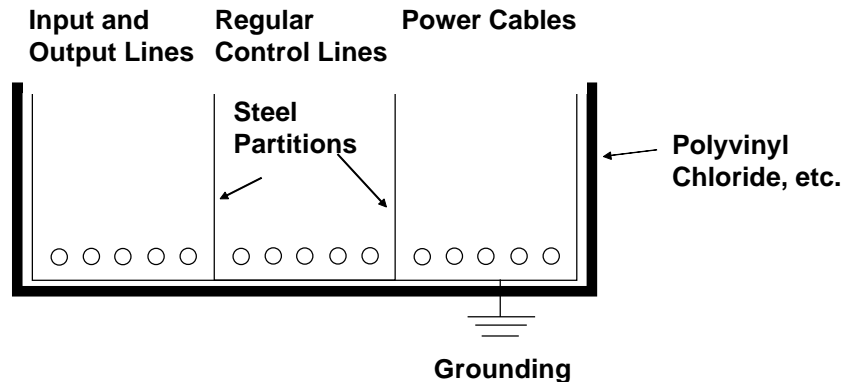 Input and
Output Lines
Regular
Control Lines
Power Cables
Steel
Partitions
Polyvinyl
Chloride, etc.
Grounding